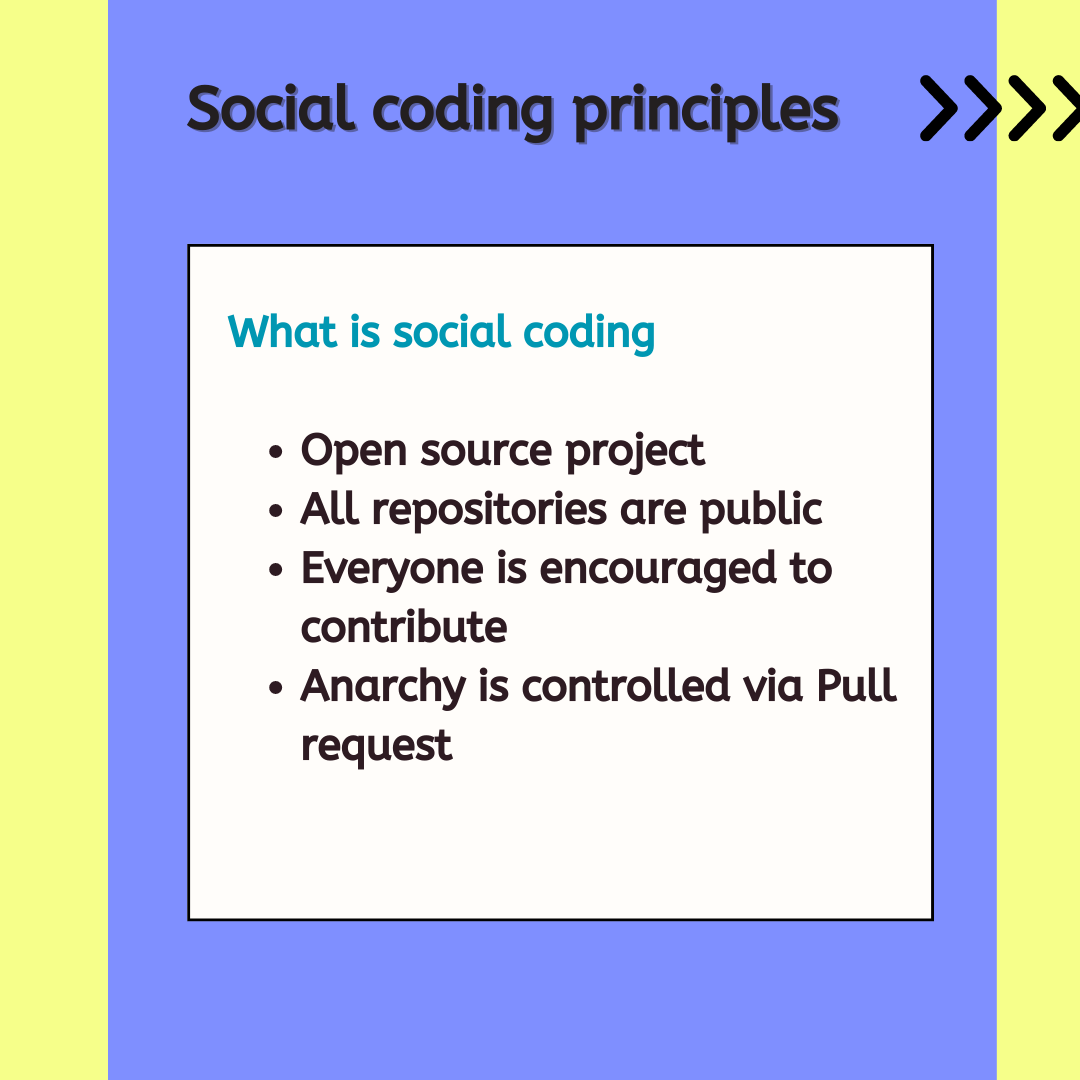 Social coding principles
What is social coding
• Open source project
• All repositories are public
• Everyone is encouraged to
contribute
• Anarchy is controlled via Pull
request